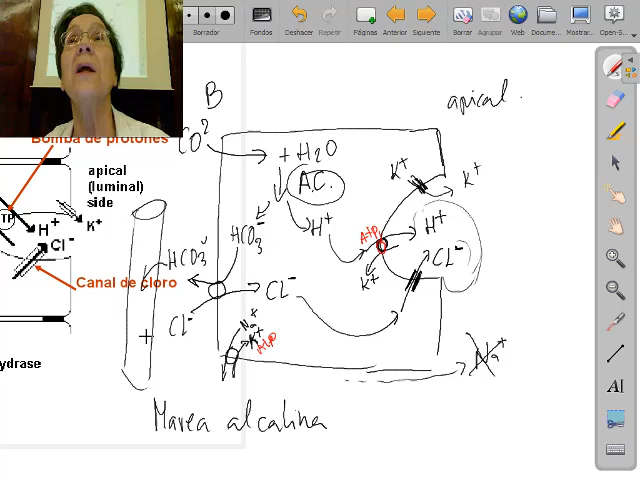 Borrador
Fondos
Deshacer
Repetir
Páginas
Anterior
Siguiente
Borrar
Agrupar
Web
Docume...
Mostrar ...
Open-S...
Bomba de protones
apical
(luminal)
side
TP
K+
H+
Cl-
Canal de cloro
ydrase
B
apical.
CO2
+ H2O
A.C.
HCO3-
H+
HCO3-
Cl-
Cl-
Na+
K+
Atp
+
K+
K+
Atp
H+
CL-
K+
Na+
Marea alcalina